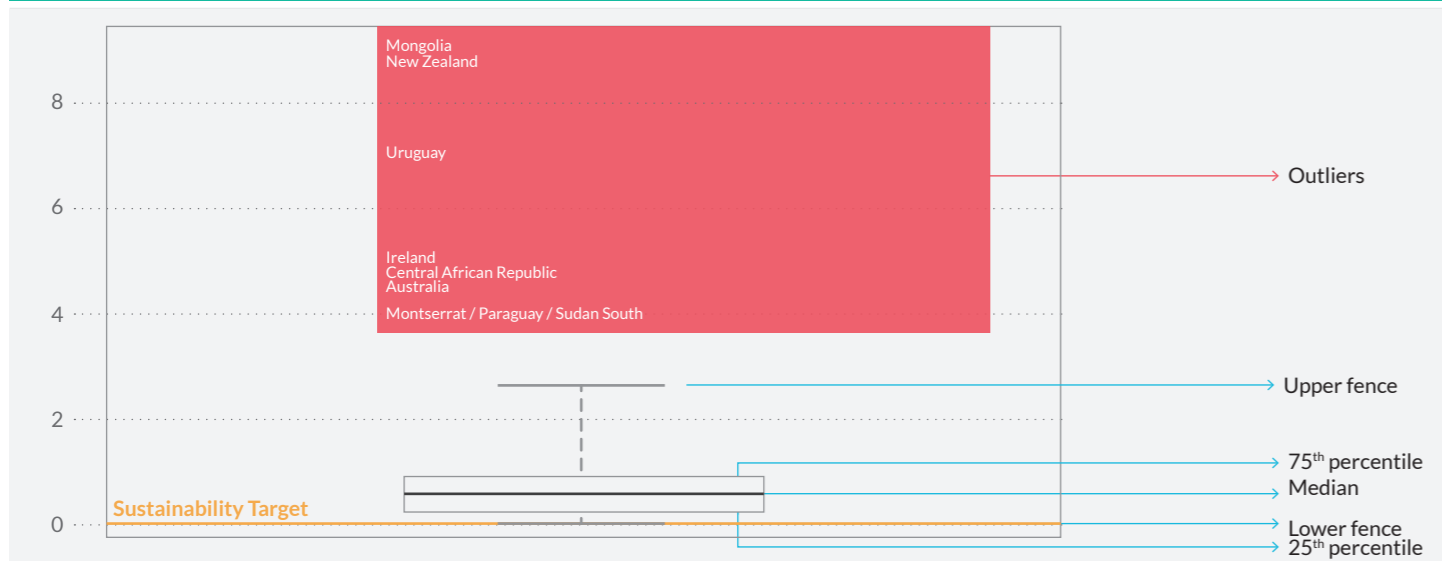 Mongolia
New Zealand
8
Uruguay
Outliers
6
Ireland
Central African Republic
Australia
4
Montserrat / Paraguay / Sudan South
Upper fence
2
75th percentile
Median
Sustainability Target
0
Lower fence
25th percentile